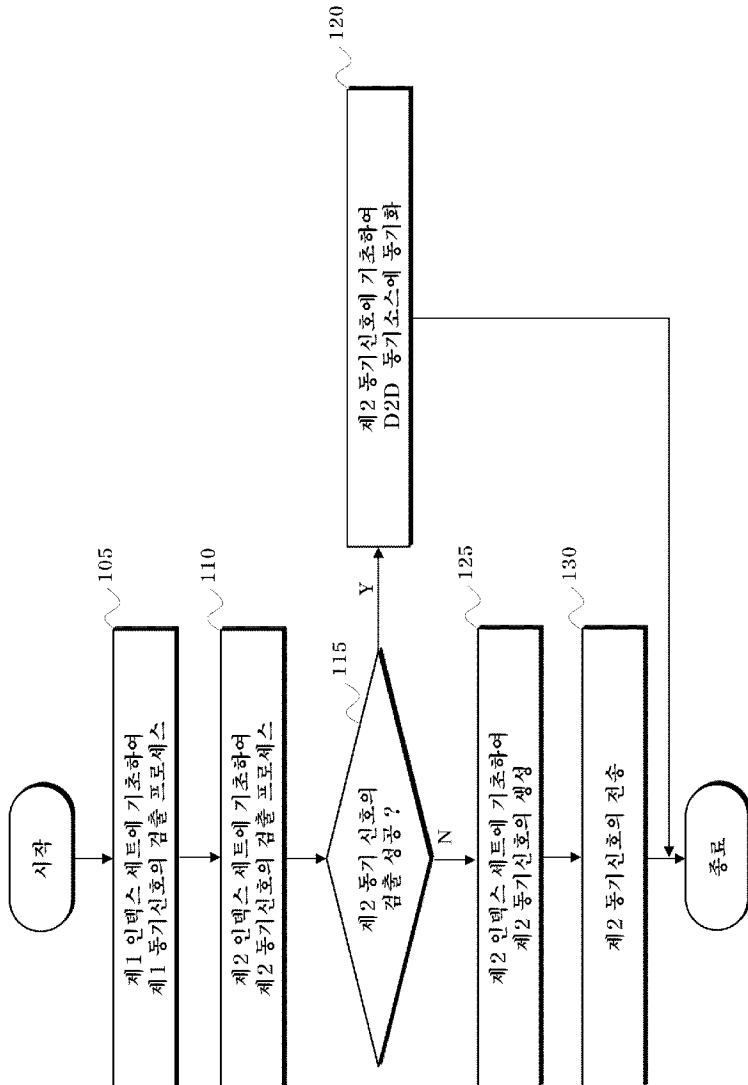 시작
105
제1 인덱스 세트에 기초하여
제1 동기신호의 검출 프로세스
110
제2 인덱스 세트에 기초하여
제2 동기신호의 검출 프로세스
115
제2 동기 신호의
검출 성공 ?
Y
120
제2 동기신호에 기초하여
D2D 동기소스에 동기화
N
125
제2 인덱스 세트에 기초하여
제2 동기신호의 생성
130
제2 동기신호의 전송
종료